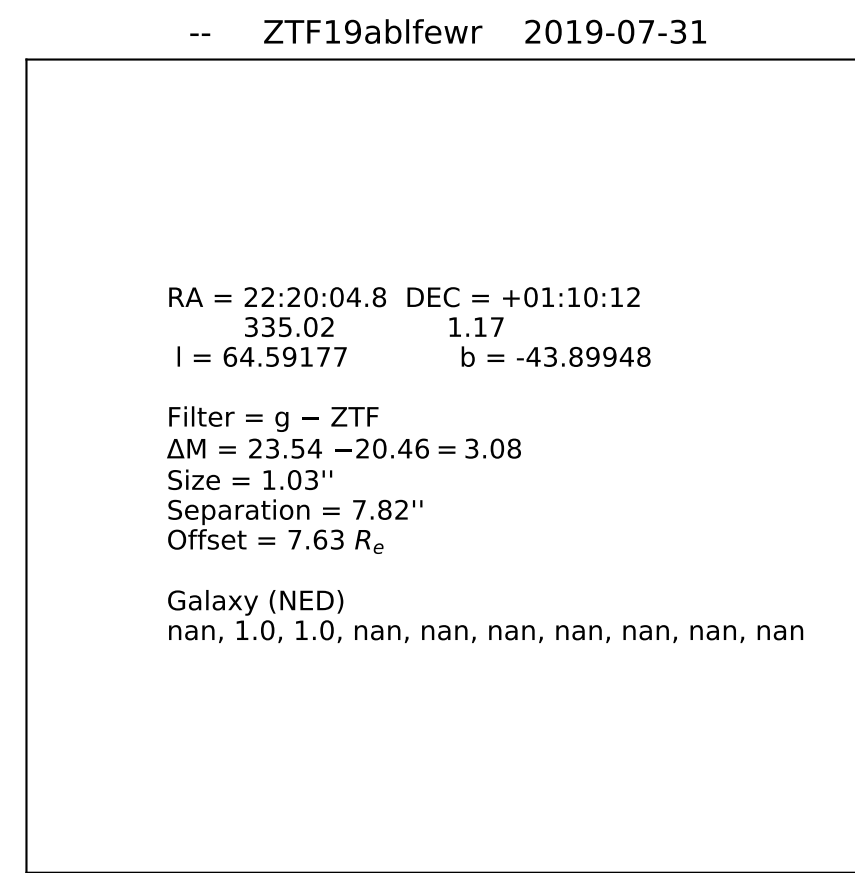 -- ZTF19ablfewr 2019-07-31
RA = 22:20:04.8 DEC = +01:10:12
335.02 1.17
l = 64.59177 b = -43.89948
Filter = g − ZTF
ΔM = 23.54 −20.46 = 3.08
Size = 1.03''
Separation = 7.82''
Offset = 7.63 Re
Galaxy (NED)
nan, 1.0, 1.0, nan, nan, nan, nan, nan, nan, nan